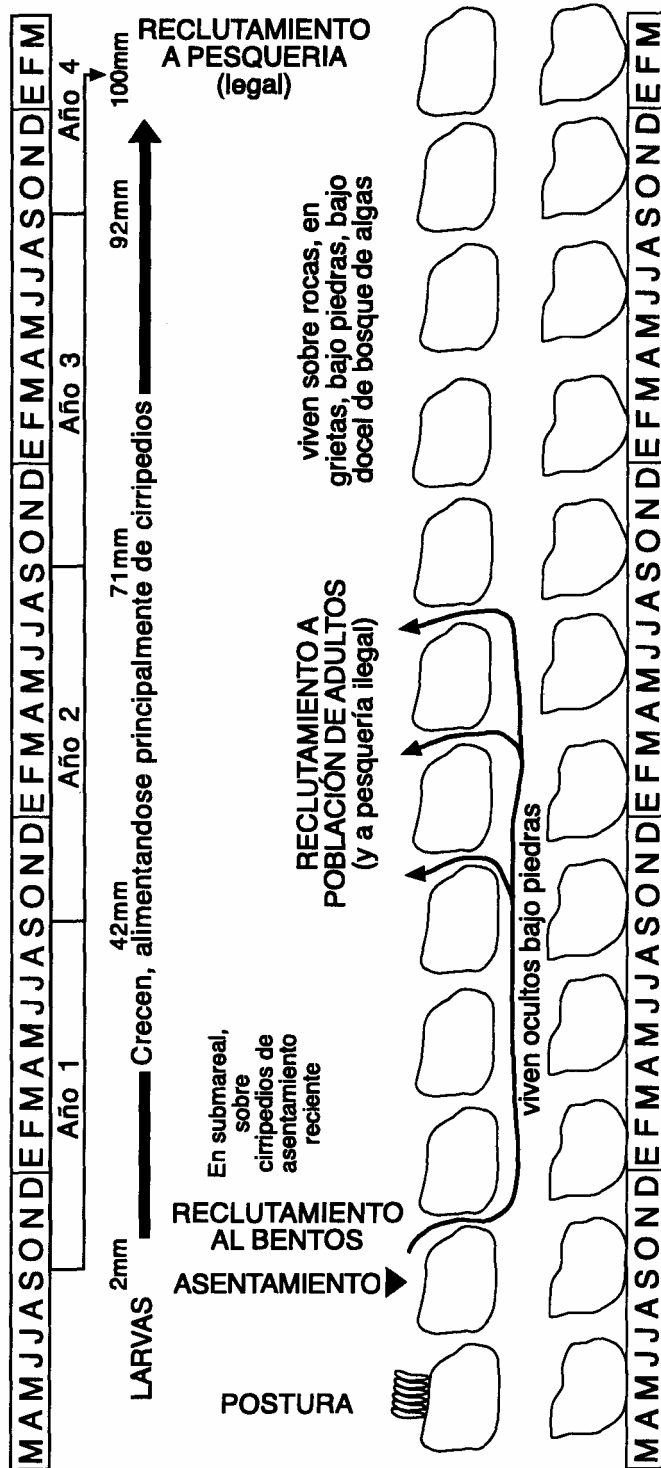 M A M J J A S O N D E F M A M J J A S O N D E F M A M J J A S O N D E F M A M J J A S O N D E F M
Año 1 Año 2 Año 3 Año 4
2mm 42mm 71mm 92mm 100mm
LARVAS Crecen, alimentandose principalmente de cirripedios
RECLUTAMIENTO
A PESQUERIA
(legal)
viven sobre rocas, en
grietas, bajo piedras, bajo
docel de bosque de algas
RECLUTAMIENTO A
POBLACIÓN DE ADULTOS
(y a pesquería ilegal)
En submareal,
sobre
cirripedios de
asentamiento
reciente
RECLUTAMIENTO
AL BENTOS
ASENTAMIENTO
POSTURA
viven ocultos bajo piedras
M A M J J A S O N D E F M A M J J A S O N D E F M A M J J A S O N D E F M A M J J A S O N D E F M